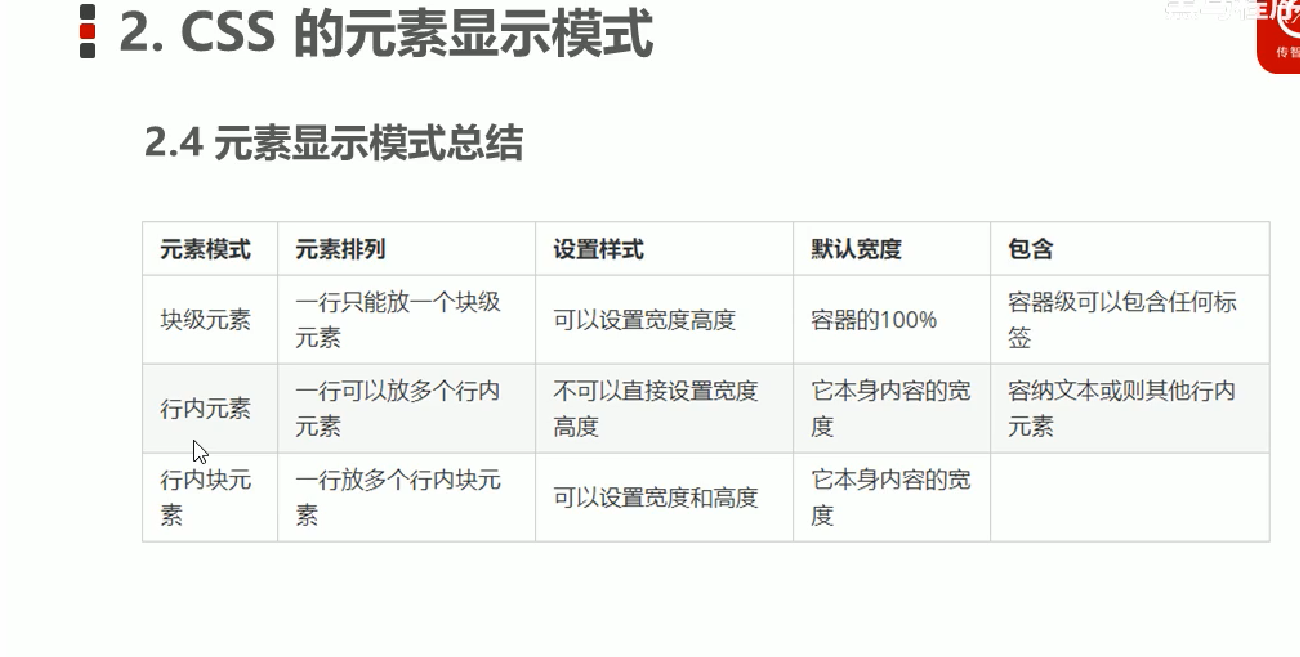 2. CSS 的元素显示模式
传智
2.4 元素显示模式总结
元素模式 元素排列 设置样式 默认宽度 包含
块级元素 一行只能放一个块级
元素 可以设置宽度高度 容器的100% 容器级可以包含任何标
签
行内元素 一行可以放多个行内
元素 不可以直接设置宽度
高度 它本身内容的宽
度 容纳文本或则其他行内
元素
行内块元
素 一行放多个行内块元
素 可以设置宽度和高度 它本身内容的宽
度